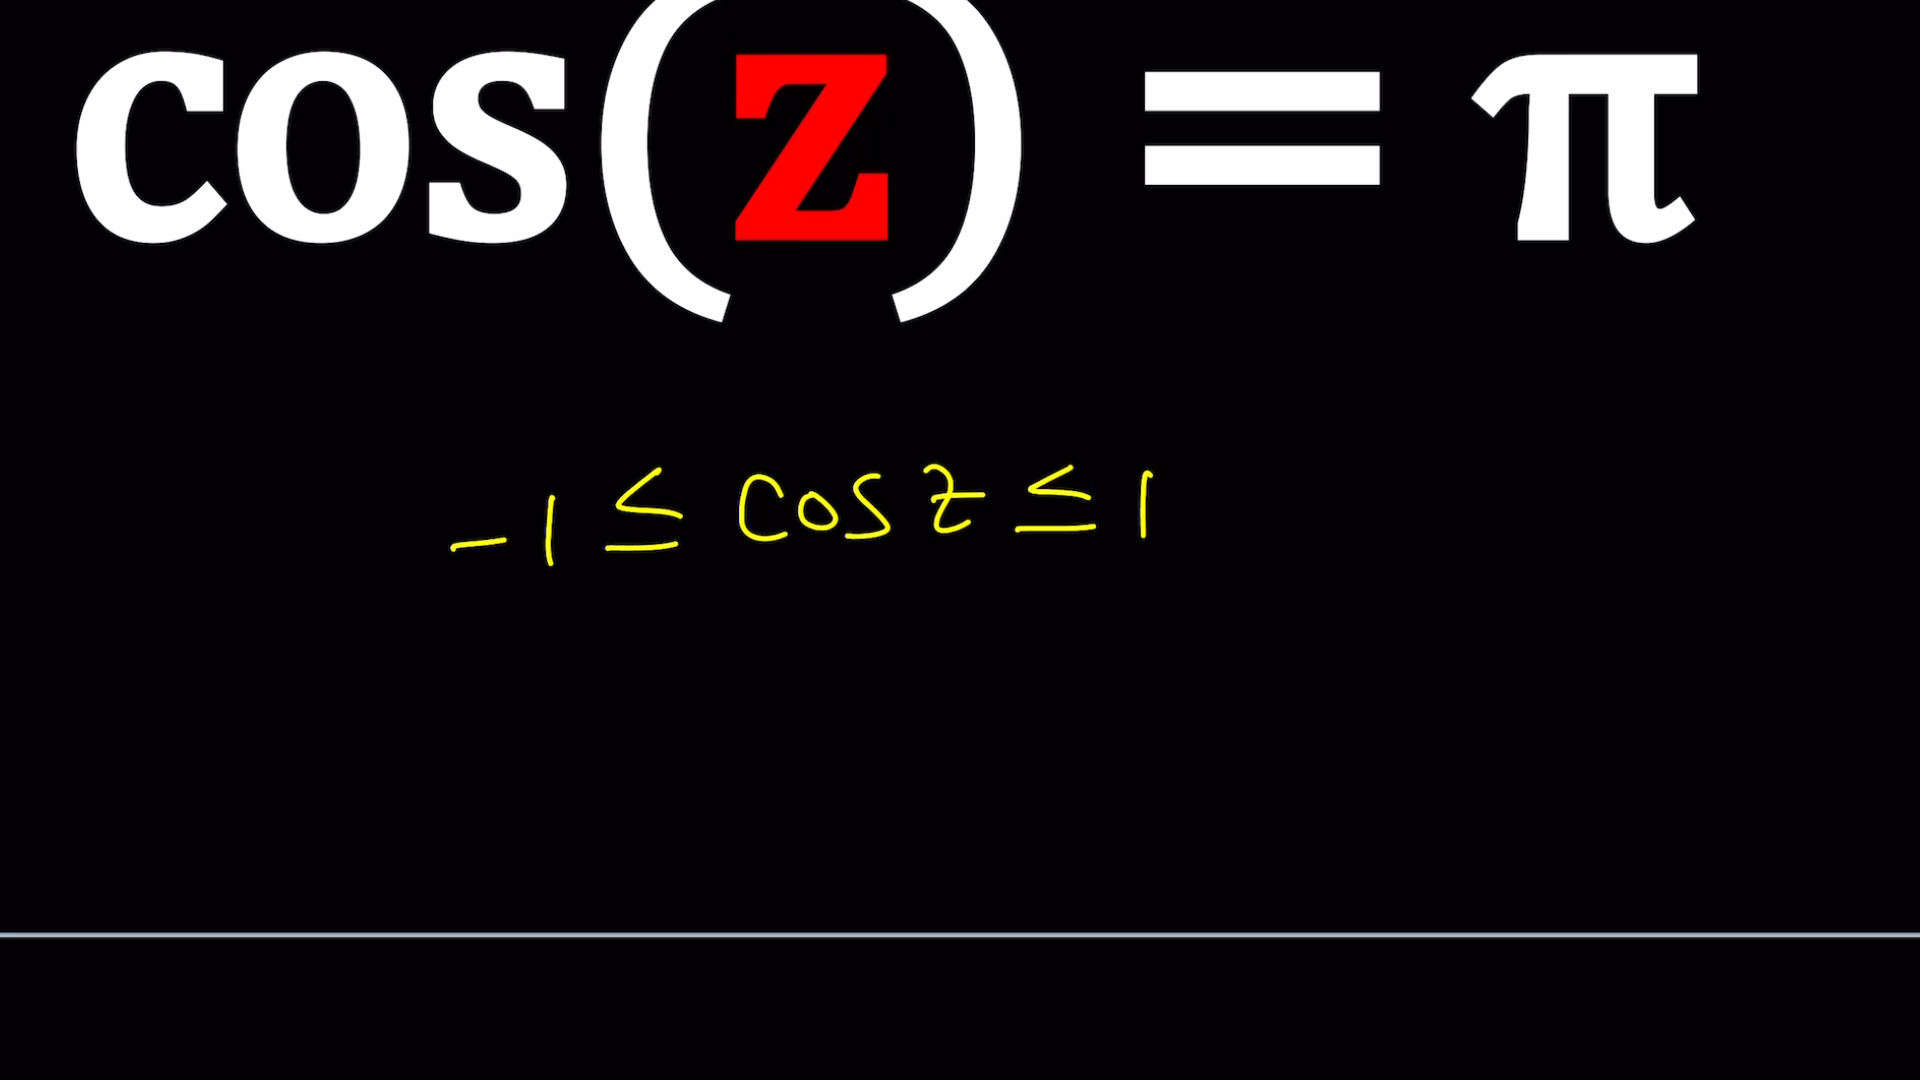 cos(z) = π
-1 ≤ cos z ≤ 1